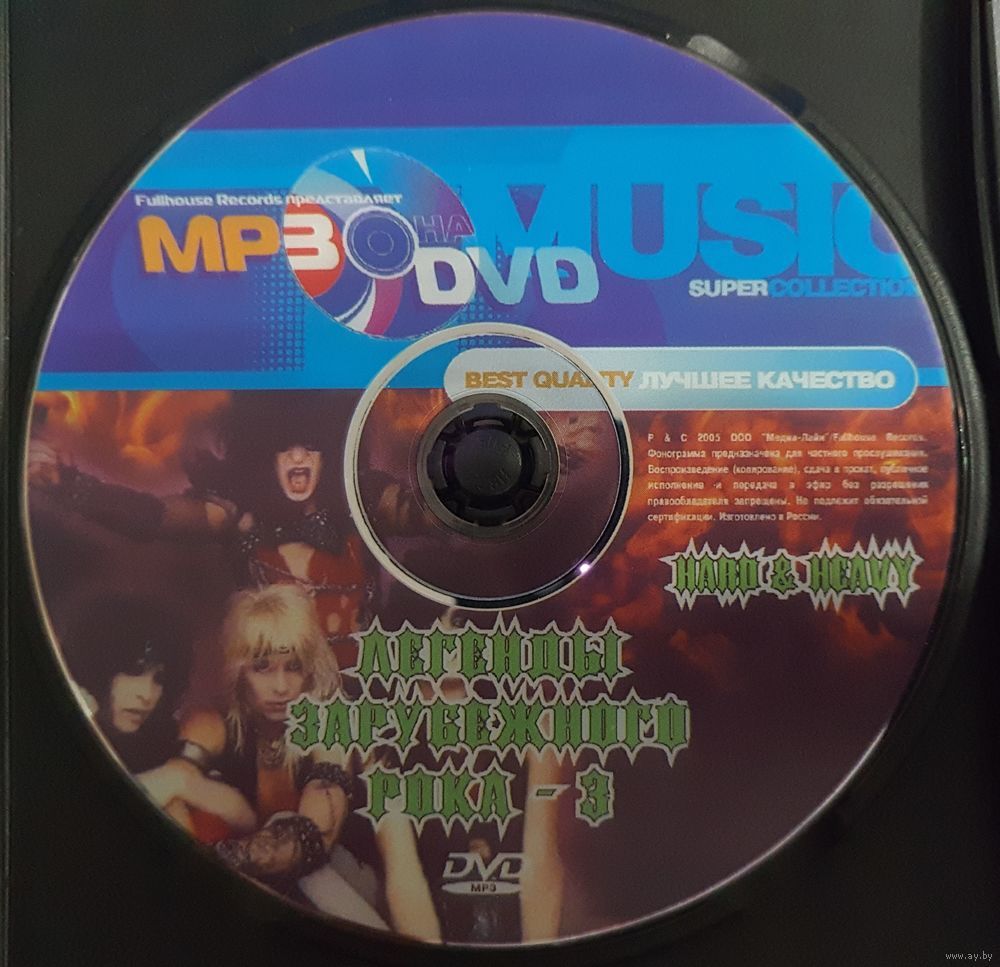 Fullhouse Records представляет
MP3 НА DVD
MUSIC
SUPERCOLLECTION
BEST QUALITY ЛУЧШЕЕ КАЧЕСТВО
P & C 2005 ООО "Медиа-Лайн"/Fullhouse Records.
Фонограмма предназначена для частного прослушивания.
Воспроизведение (копирование), сдача в прокат, публичное
исполнение и передача в эфир без разрешения
правообладателя запрещены. Не подлежит обязательной
сертификации. Изготовлено в России.
HARD & HEAVY
ЛЕГЕНДЫ
ЗАРУБЕЖНОГО
РОКА - 3
DVD
MP3
www.ay.by